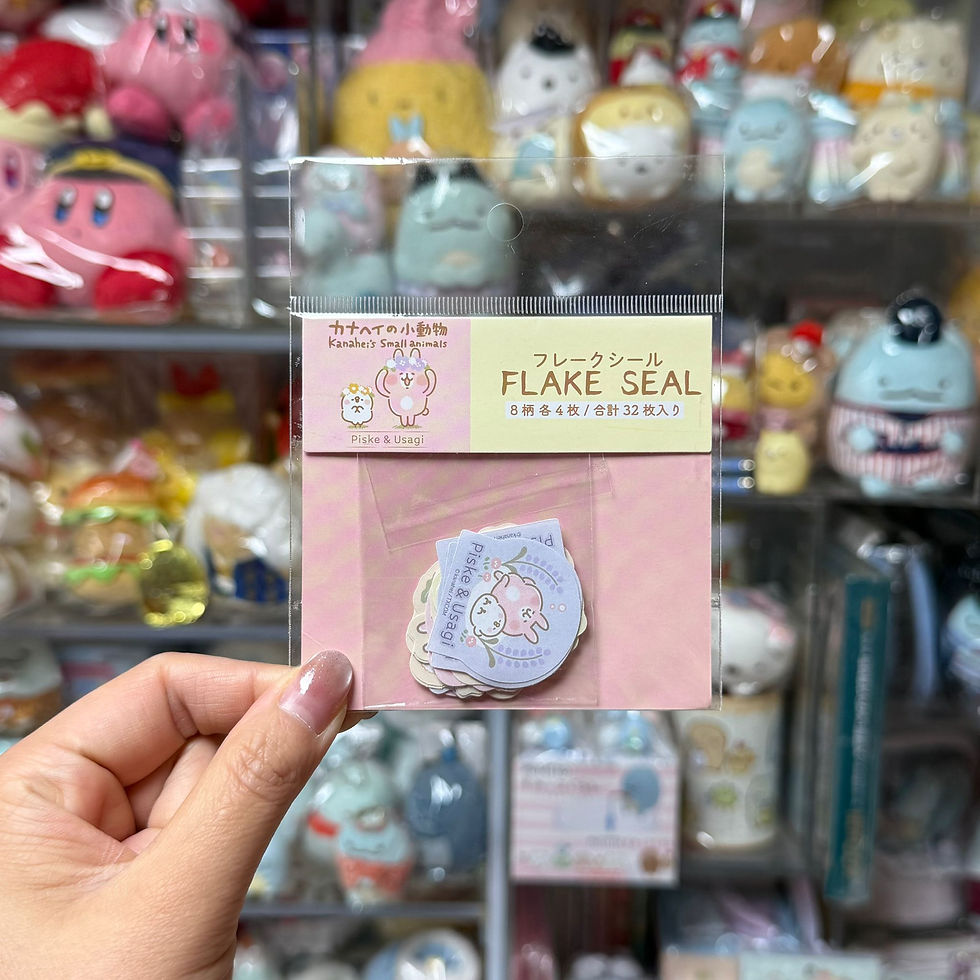 カナヘイの小動物
Kanahei's Small animals
Piske & Usagi
フレークシール
FLAKE SEAL
8柄各4枚/合計32枚入り
Piske & Usagi